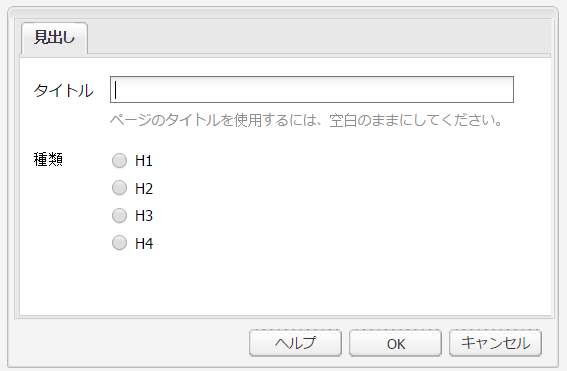 見出し
タイトル
ページのタイトルを使用するには、空白のままにしてください。
種類
H1
H2
H3
H4
ヘルプ
OK
キャンセル